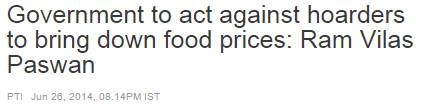 Government to act against hoarders
to bring down food prices: Ram Vilas
Paswan
PTI Jun 26, 2014, 08.14PM IST